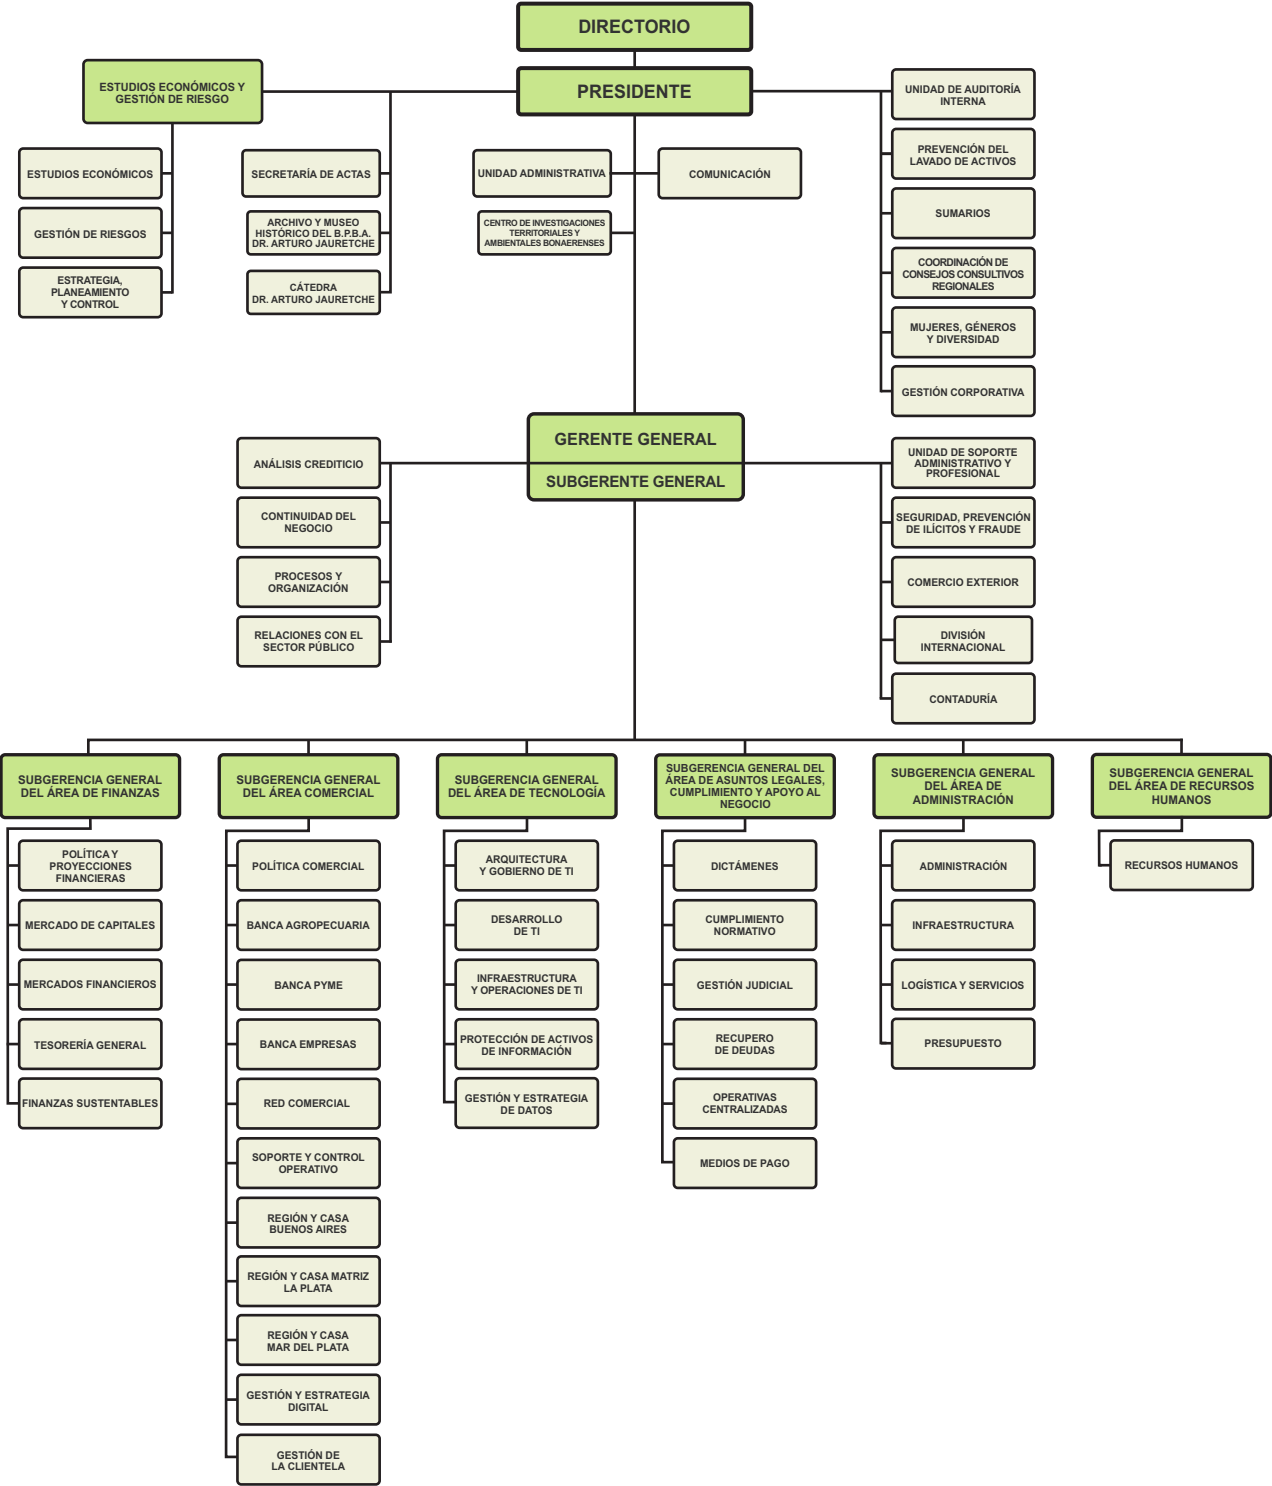 DIRECTORIO
PRESIDENTE
ESTUDIOS ECONÓMICOS Y
GESTIÓN DE RIESGO
ESTUDIOS ECONÓMICOS
GESTIÓN DE RIESGOS
ESTRATEGIA,
PLANEAMIENTO
Y CONTROL
SECRETARÍA DE ACTAS
ARCHIVO Y MUSEO
HISTÓRICO DEL B.P.B.A.
DR. ARTURO JAURETCHE
CÁTEDRA
DR. ARTURO JAURETCHE
UNIDAD ADMINISTRATIVA
CENTRO DE INVESTIGACIONES
TERRITORIALES Y
AMBIENTALES BONAERENSES
COMUNICACIÓN
UNIDAD DE AUDITORÍA
INTERNA
PREVENCIÓN DEL
LAVADO DE ACTIVOS
SUMARIOS
COORDINACIÓN DE
CONSEJOS CONSULTIVOS
REGIONALES
MUJERES, GÉNEROS
Y DIVERSIDAD
GESTIÓN CORPORATIVA
GERENTE GENERAL
SUBGERENTE GENERAL
ANÁLISIS CREDITICIO
CONTINUIDAD DEL
NEGOCIO
PROCESOS Y
ORGANIZACIÓN
RELACIONES CON EL
SECTOR PÚBLICO
UNIDAD DE SOPORTE
ADMINISTRATIVO Y
PROFESIONAL
SEGURIDAD, PREVENCIÓN
DE ILÍCITOS Y FRAUDE
COMERCIO EXTERIOR
DIVISIÓN
INTERNACIONAL
CONTADURÍA
SUBGERENCIA GENERAL
DEL ÁREA DE FINANZAS
POLÍTICA Y
PROYECCIONES
FINANCIERAS
MERCADO DE CAPITALES
MERCADOS FINANCIEROS
TESORERÍA GENERAL
FINANZAS SUSTENTABLES
SUBGERENCIA GENERAL
DEL ÁREA COMERCIAL
POLÍTICA COMERCIAL
BANCA AGROPECUARIA
BANCA PYME
BANCA EMPRESAS
RED COMERCIAL
SOPORTE Y CONTROL
OPERATIVO
REGIÓN Y CASA
BUENOS AIRES
REGIÓN Y CASA MATRIZ
LA PLATA
REGIÓN Y CASA
MAR DEL PLATA
GESTIÓN Y ESTRATEGIA
DIGITAL
GESTIÓN DE
LA CLIENTELA
SUBGERENCIA GENERAL
DEL ÁREA DE TECNOLOGÍA
ARQUITECTURA
Y GOBIERNO DE TI
DESARROLLO
DE TI
INFRAESTRUCTURA
Y OPERACIONES DE TI
PROTECCIÓN DE ACTIVOS
DE INFORMACIÓN
GESTIÓN Y ESTRATEGIA
DE DATOS
SUBGERENCIA GENERAL DEL
ÁREA DE ASUNTOS LEGALES,
CUMPLIMIENTO Y APOYO AL
NEGOCIO
DICTÁMENES
CUMPLIMIENTO
NORMATIVO
GESTIÓN JUDICIAL
RECUPERO
DE DEUDAS
OPERATIVAS
CENTRALIZADAS
MEDIOS DE PAGO
SUBGERENCIA GENERAL
DEL ÁREA DE
ADMINISTRACIÓN
ADMINISTRACIÓN
INFRAESTRUCTURA
LOGÍSTICA Y SERVICIOS
PRESUPUESTO
SUBGERENCIA GENERAL
DEL ÁREA DE RECURSOS
HUMANOS
RECURSOS HUMANOS